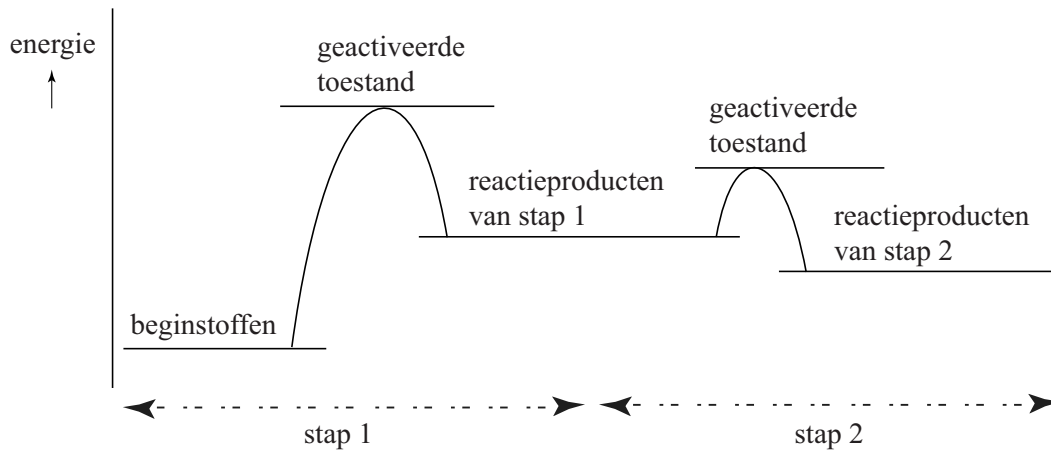 energie
geactiveerde
toestand
geactiveerde
toestand
reactieproducten
van stap 1
reactieproducten
van stap 2
beginstoffen
stap 1
stap 2